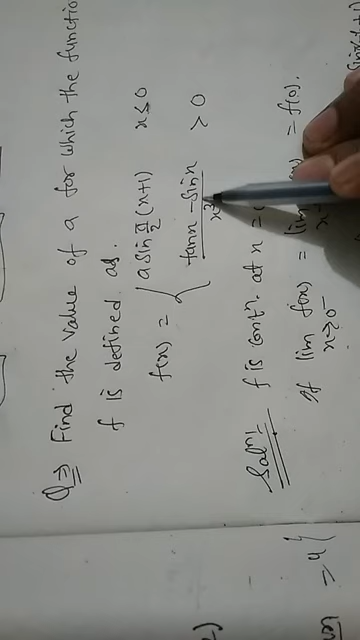 Q⇒ Find the value of a for which the functio
f is defined as.
f(x) = { a sin π/2 (x+1) x ≤ 0
tanx - sinx / x³ > 0
Solⁿ! f is contⁿ. at x =
If lim f(x) = lim = f(0).
x→0⁻